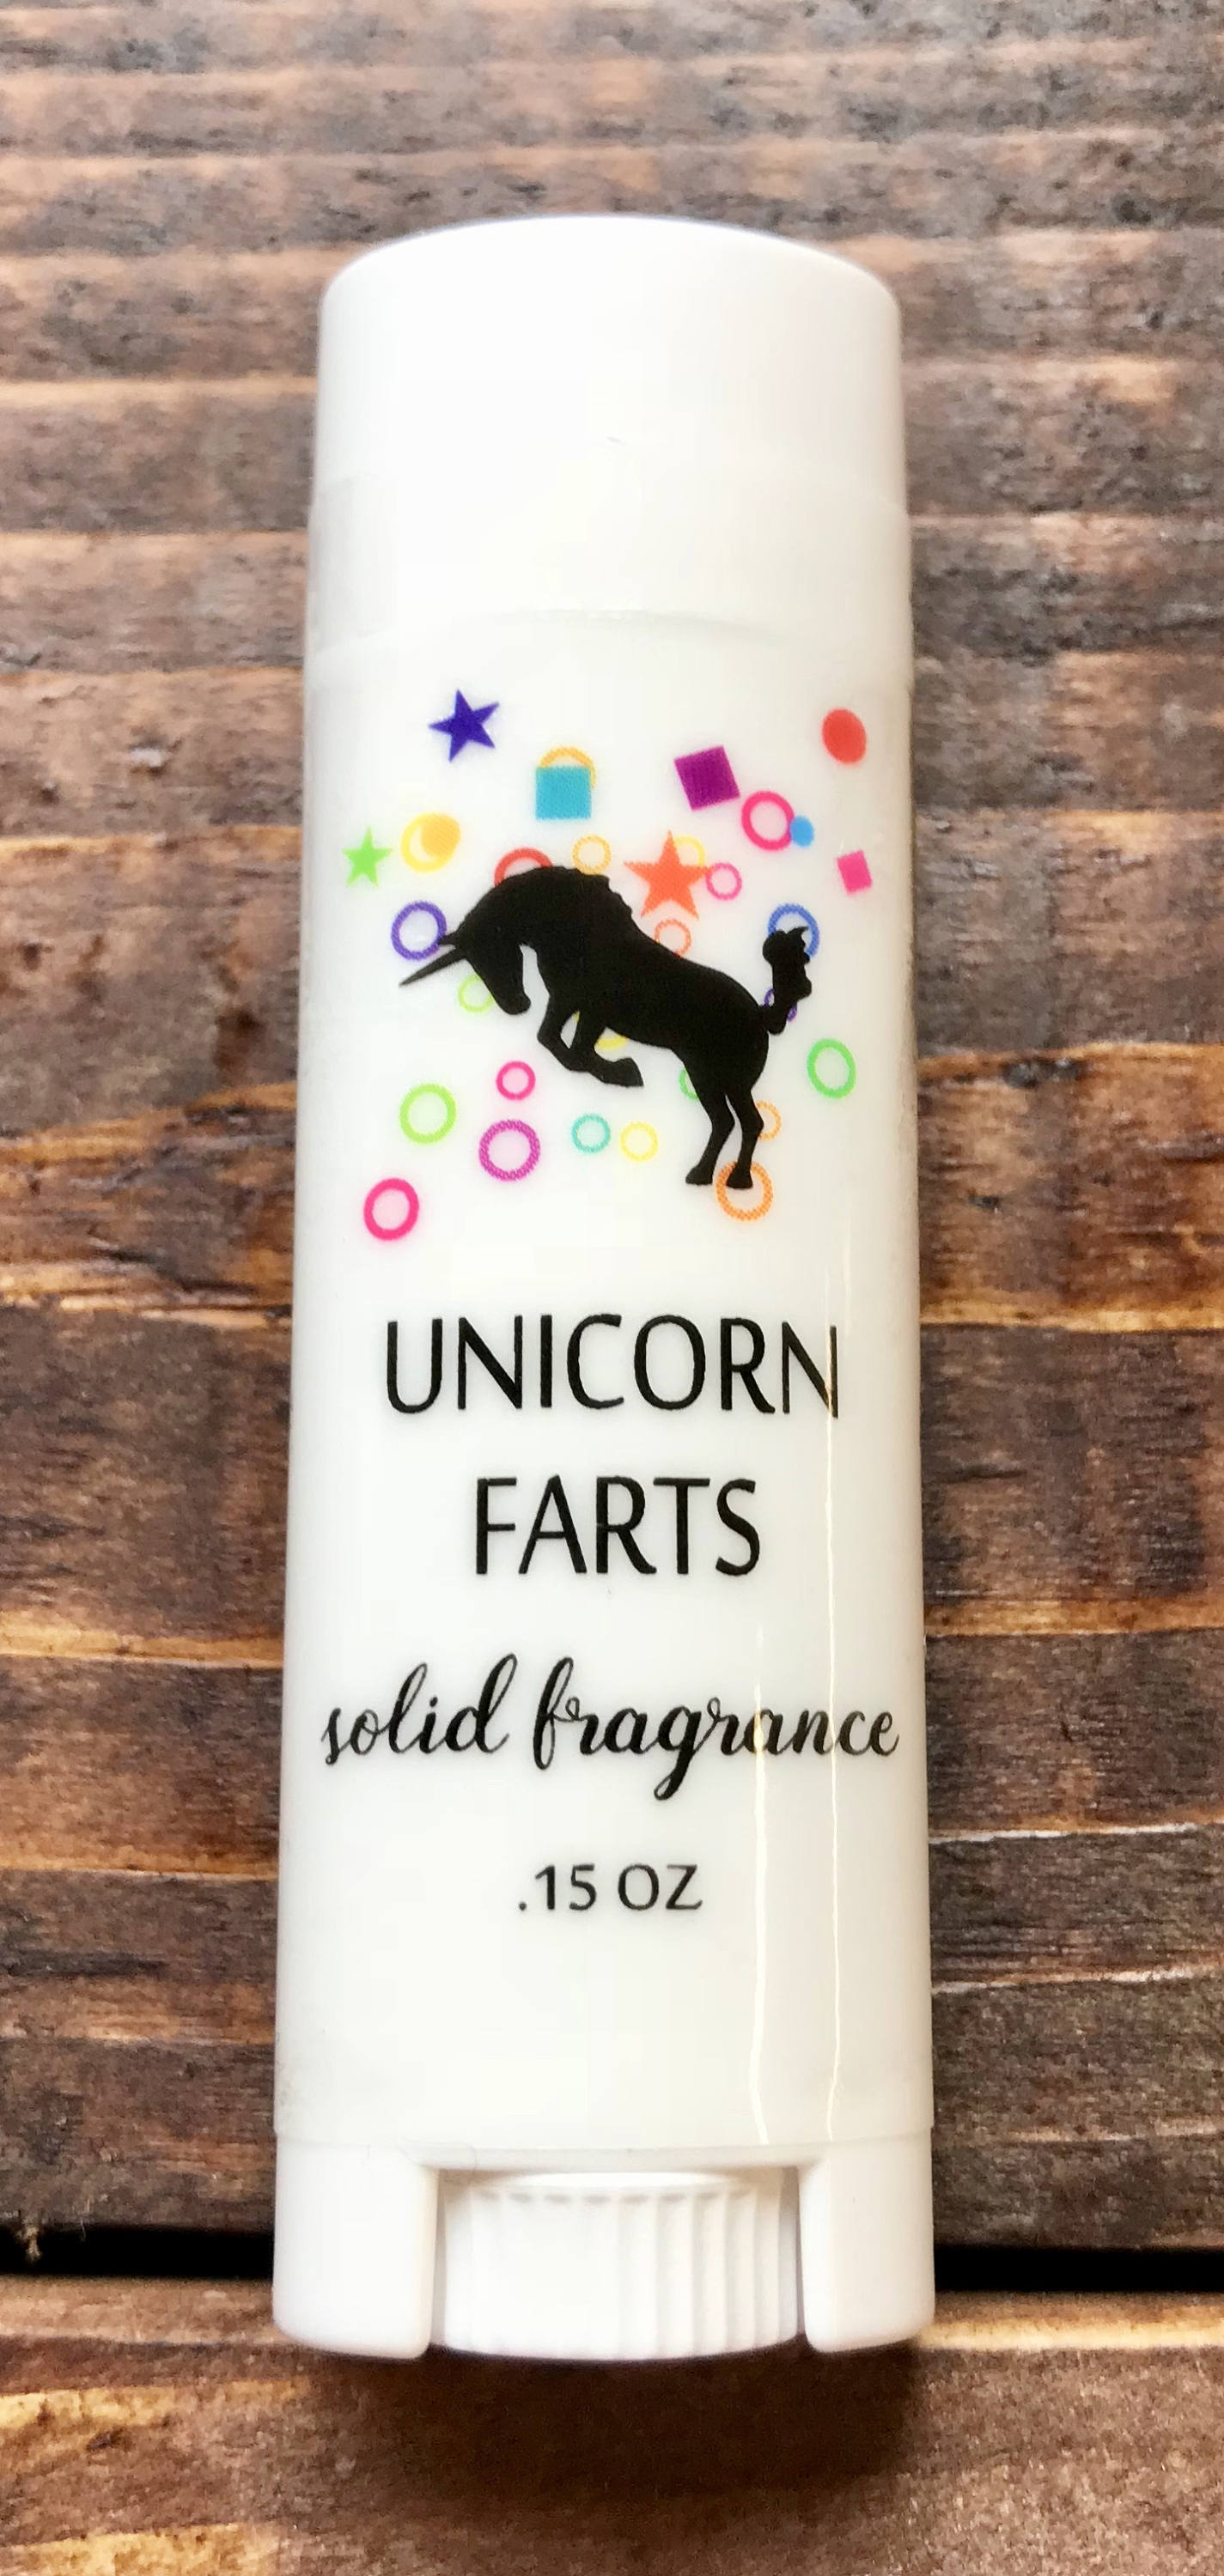 UNICORN
FARTS
solid fragrance
.15 OZ